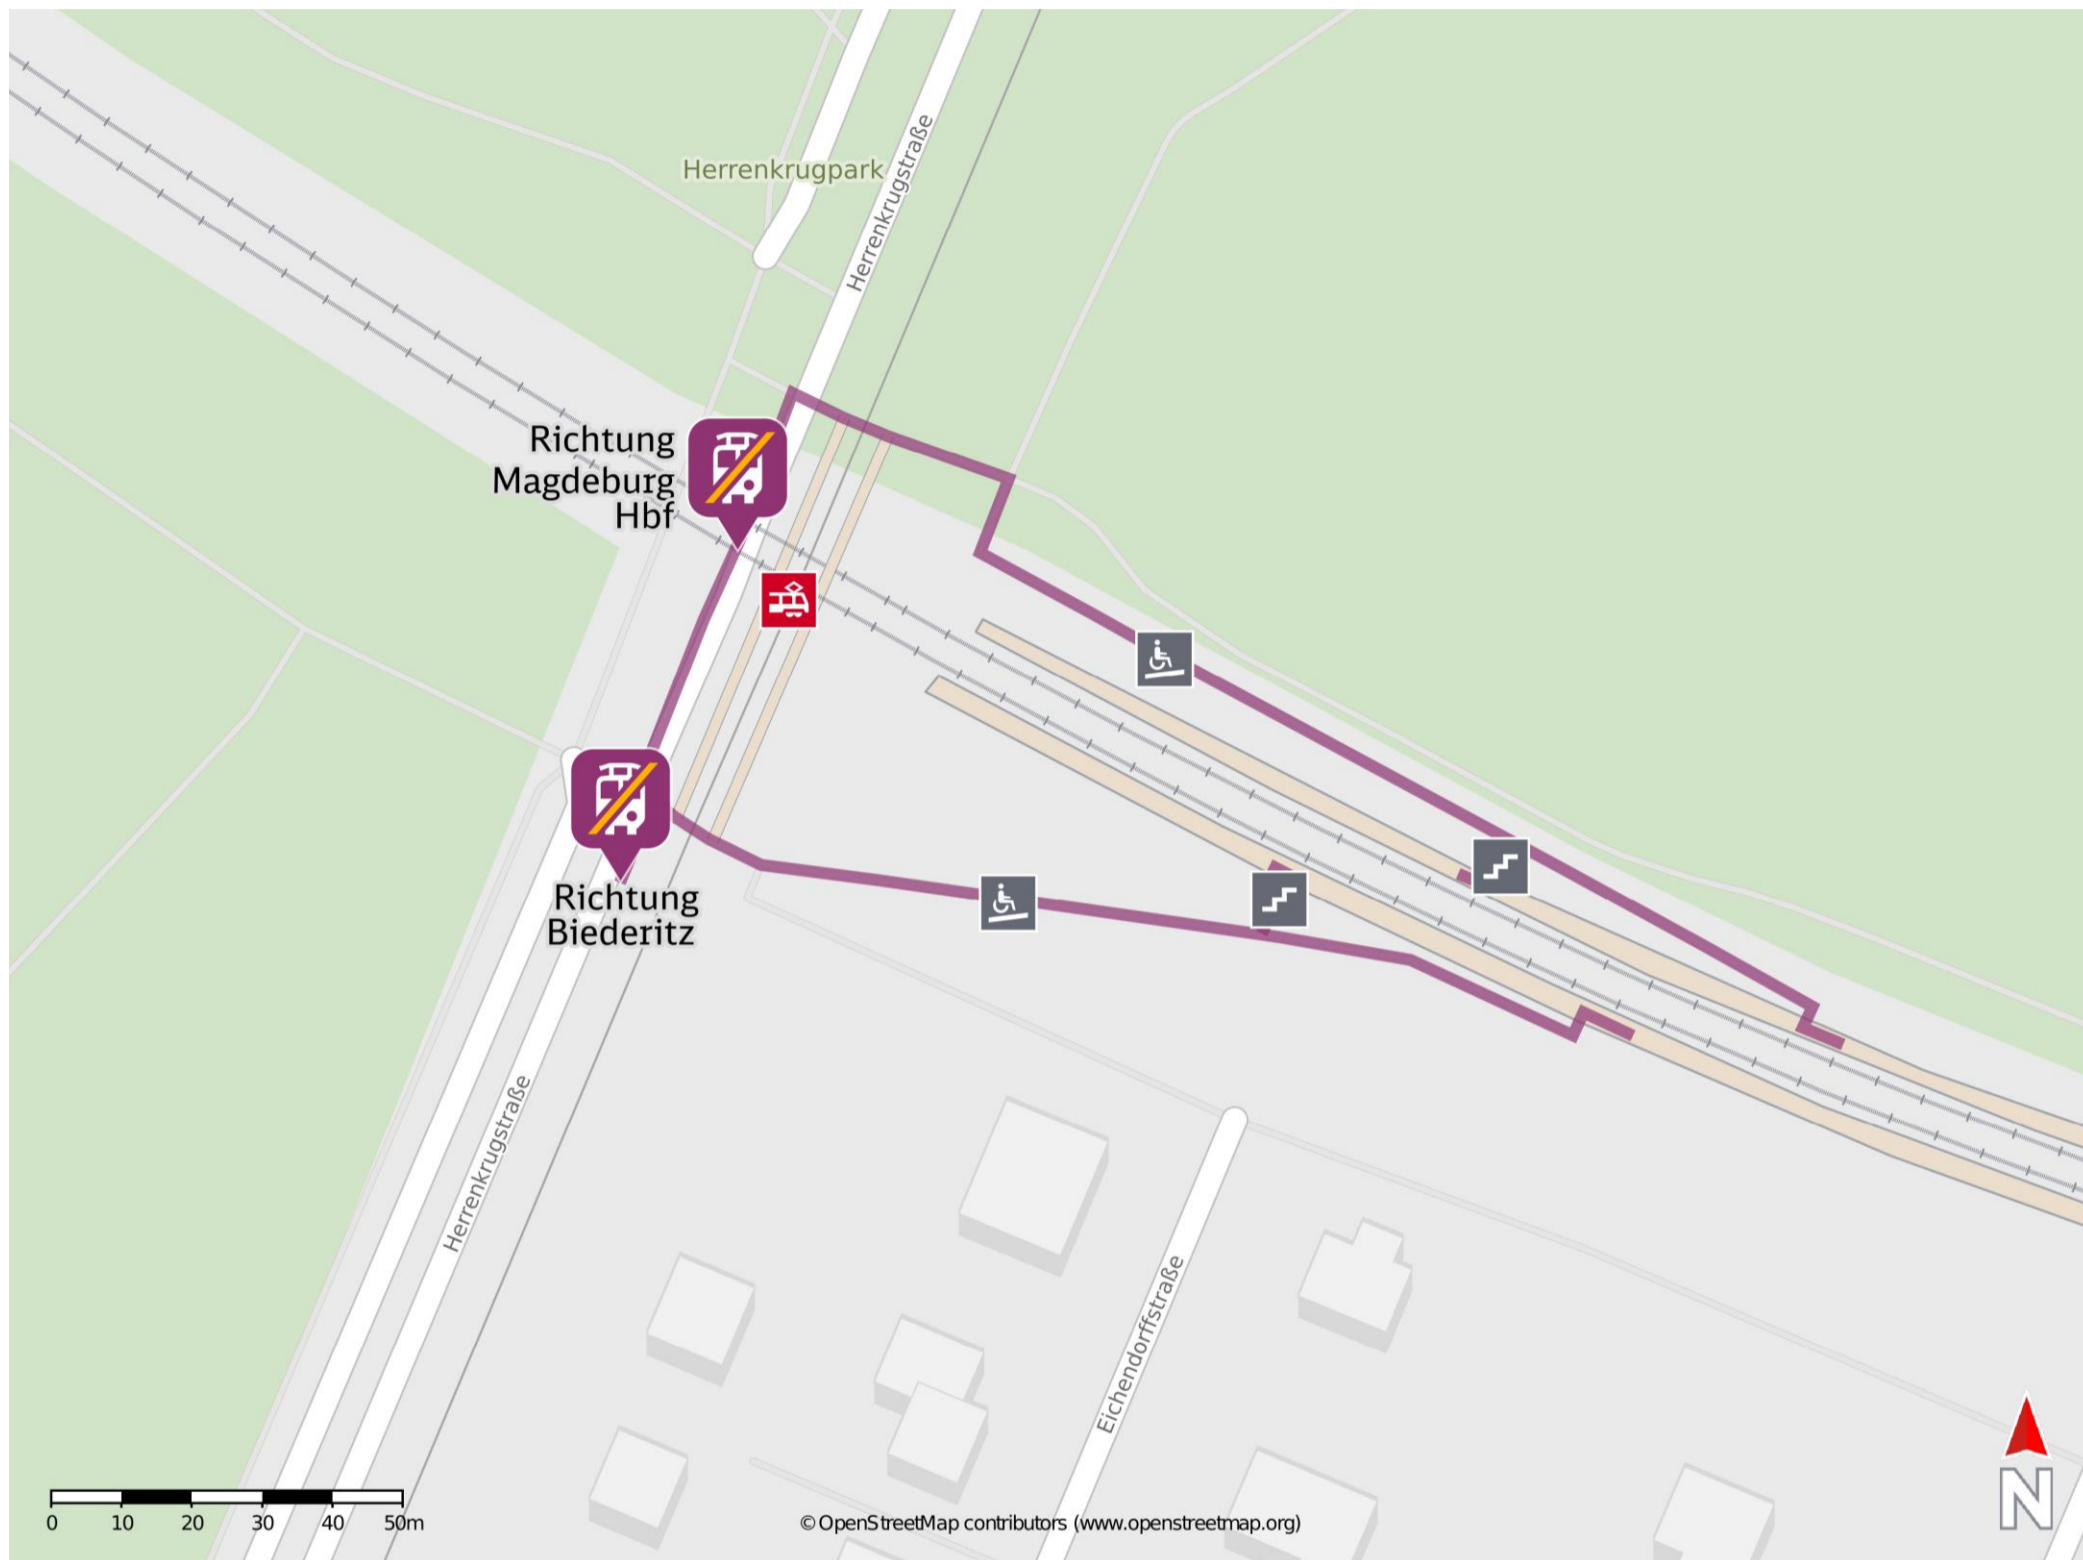 Herrenkrugpark
Herrenkrugstraße
Richtung
Magdeburg
Hbf
Richtung
Biederitz
Herrenkrugstraße
Eichendorffstraße
0 10 20 30 40 50m
© OpenStreetMap contributors (www.openstreetmap.org)
N